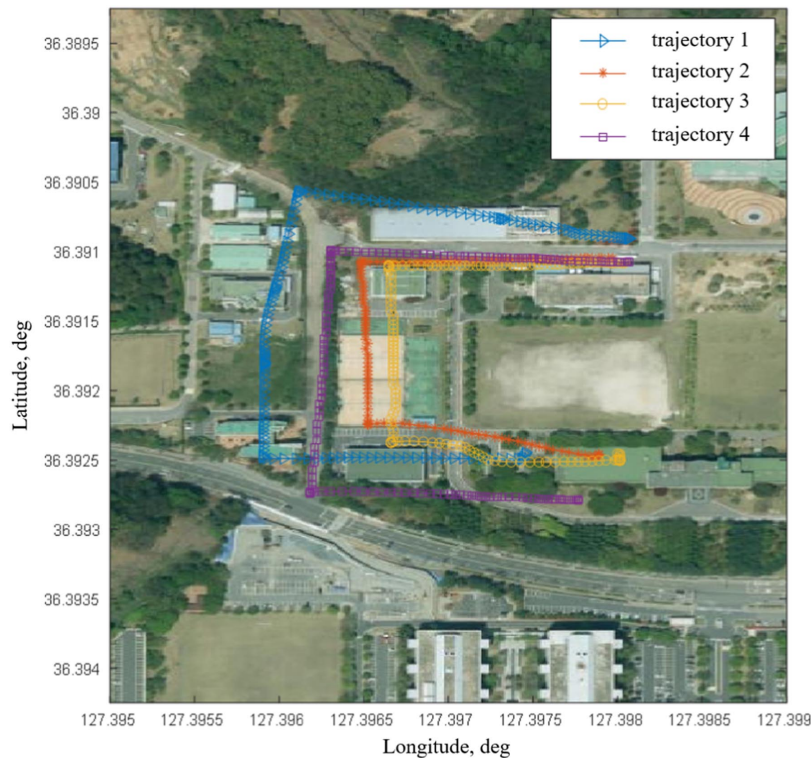 36.3895
36.39
36.3905
36.391
36.3915
36.392
36.3925
36.393
36.3935
36.394
Latitude, deg
trajectory 1
trajectory 2
trajectory 3
trajectory 4
127.395 127.3955 127.396 127.3965 127.397 127.3975 127.398 127.3985 127.399
Longitude, deg